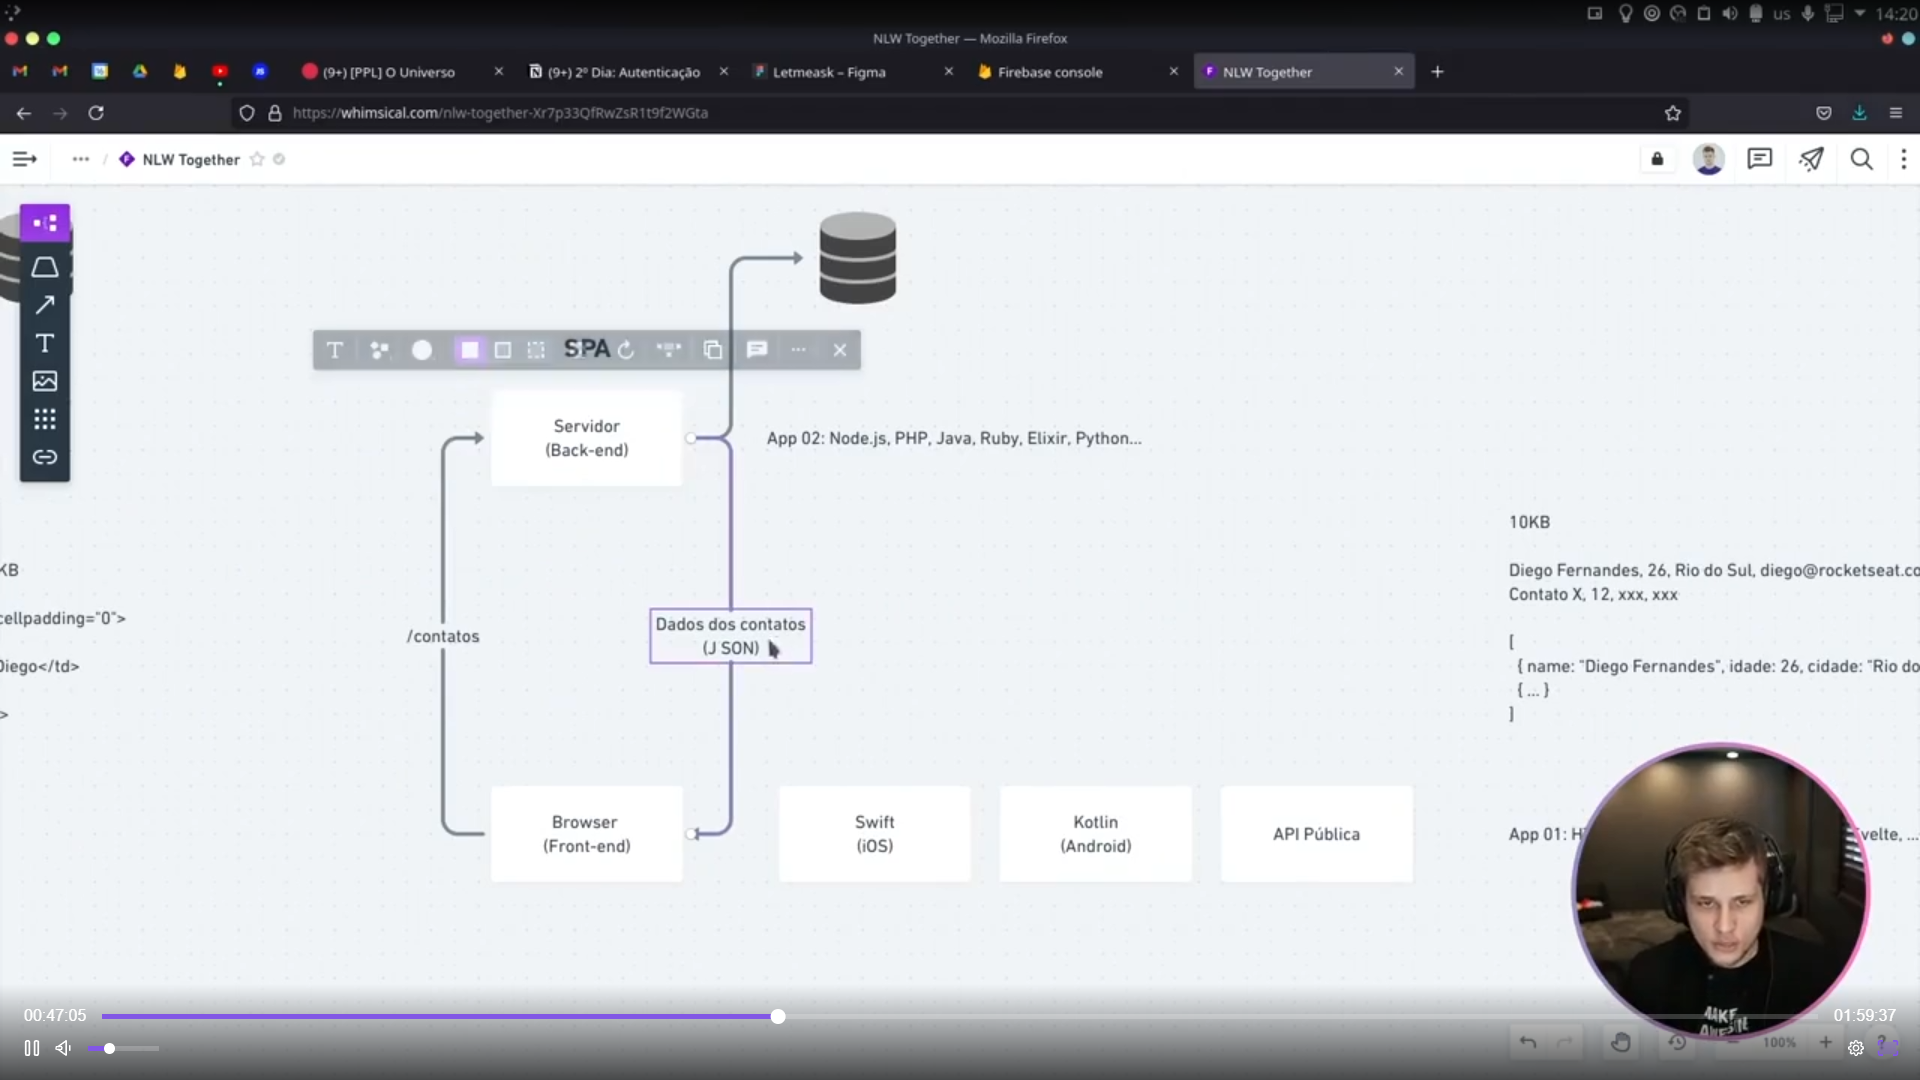 us
14:20
NLW Together — Mozilla Firefox
(9+) [PPL] O Universo
(9+) 2º Dia: Autenticação
Letmeask – Figma
Firebase console
NLW Together
https://whimsical.com/nlw-together-Xr7p33QfRwZsR1t9f2WGta
NLW Together
SPA
Servidor
(Back-end)
App 02: Node.js, PHP, Java, Ruby, Elixir, Python...
10KB
KB
Diego Fernandes, 26, Rio do Sul, diego@rocketseat.co
Contato X, 12, xxx, xxx
cellpadding="0">
Dados dos contatos
(J SON)
/contatos
[
{ name: "Diego Fernandes", idade: 26, cidade: "Rio do
{ ... }
]
Diego</td>
>
Browser
(Front-end)
Swift
(iOS)
Kotlin
(Android)
API Pública
App 01: H
velte, ...
MAKE
AWESOME
00:47:05
01:59:37
100%